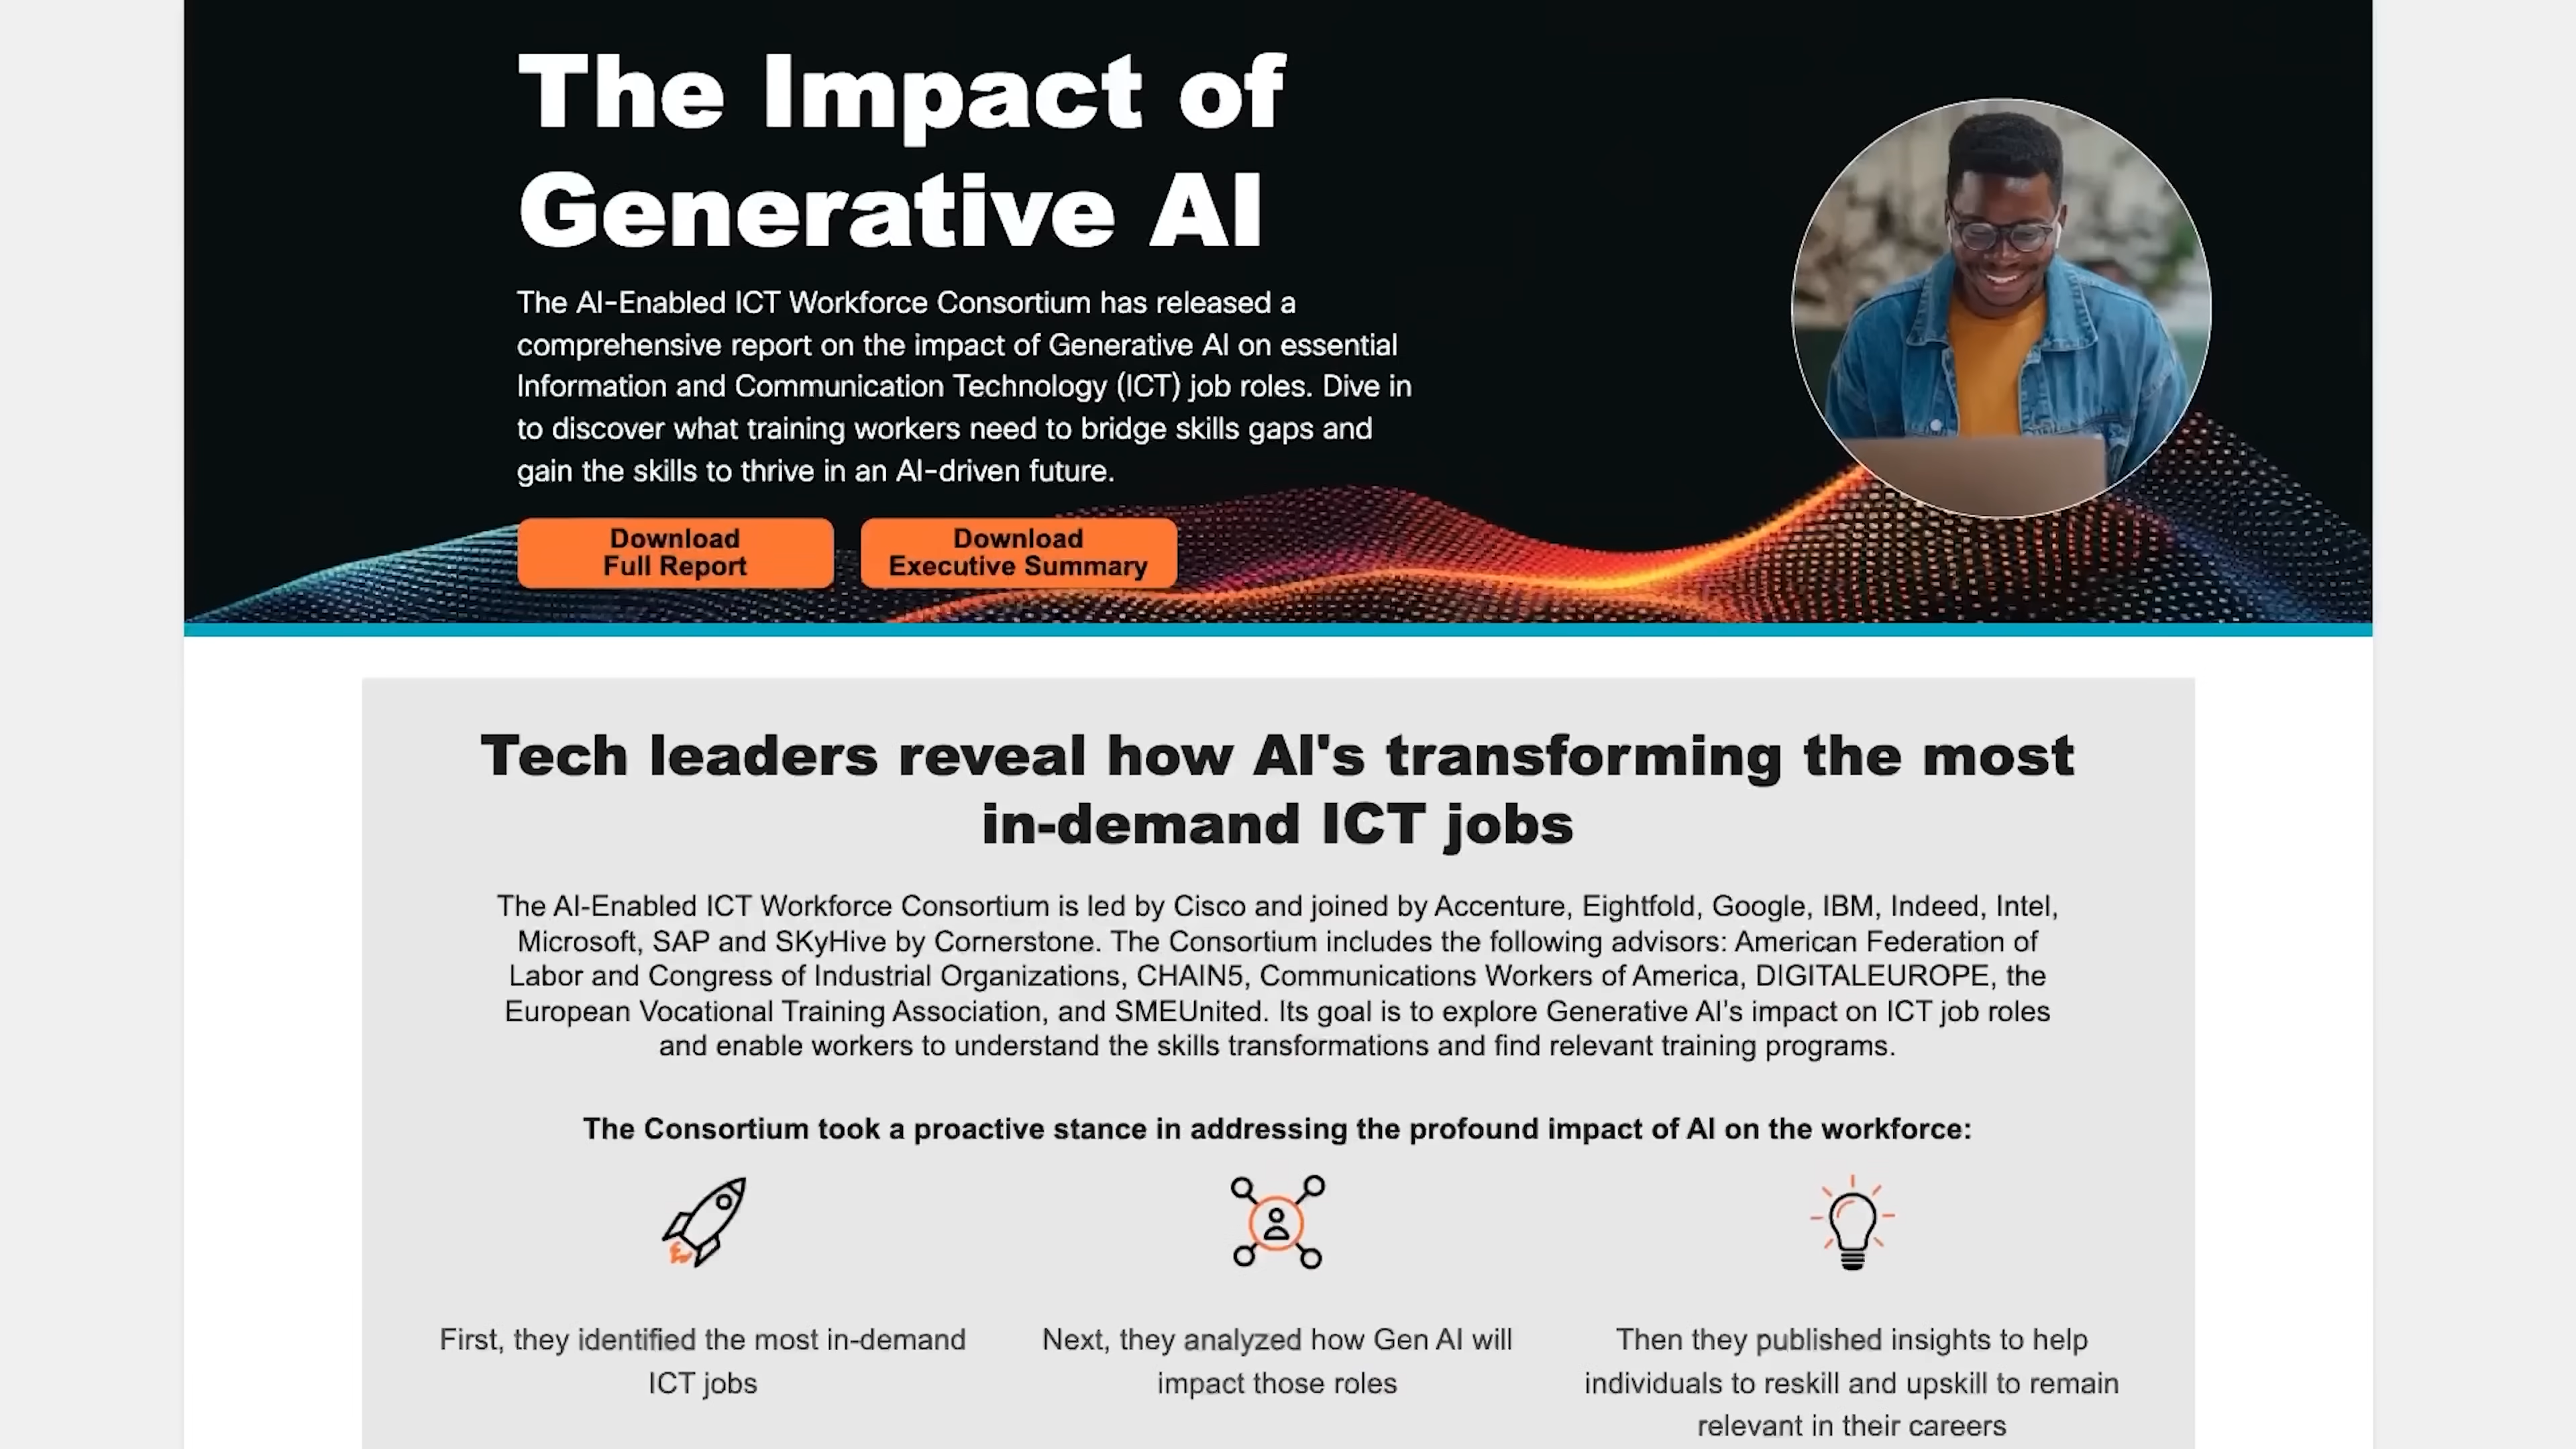 The Impact of
Generative AI
The AI-Enabled ICT Workforce Consortium has released a
comprehensive report on the impact of Generative AI on essential
Information and Communication Technology (ICT) job roles. Dive in
to discover what training workers need to bridge skills gaps and
gain the skills to thrive in an AI-driven future.
Download
Full Report
Download
Executive Summary
Tech leaders reveal how AI's transforming the most
in-demand ICT jobs
The AI-Enabled ICT Workforce Consortium is led by Cisco and joined by Accenture, Eightfold, Google, IBM, Indeed, Intel,
Microsoft, SAP and SKyHive by Cornerstone. The Consortium includes the following advisors: American Federation of
Labor and Congress of Industrial Organizations, CHAIN5, Communications Workers of America, DIGITALEUROPE, the
European Vocational Training Association, and SMEUnited. Its goal is to explore Generative AI's impact on ICT job roles
and enable workers to understand the skills transformations and find relevant training programs.
The Consortium took a proactive stance in addressing the profound impact of AI on the workforce:
First, they identified the most in-demand
ICT jobs
Next, they analyzed how Gen AI will
impact those roles
Then they published insights to help
individuals to reskill and upskill to remain
relevant in their careers